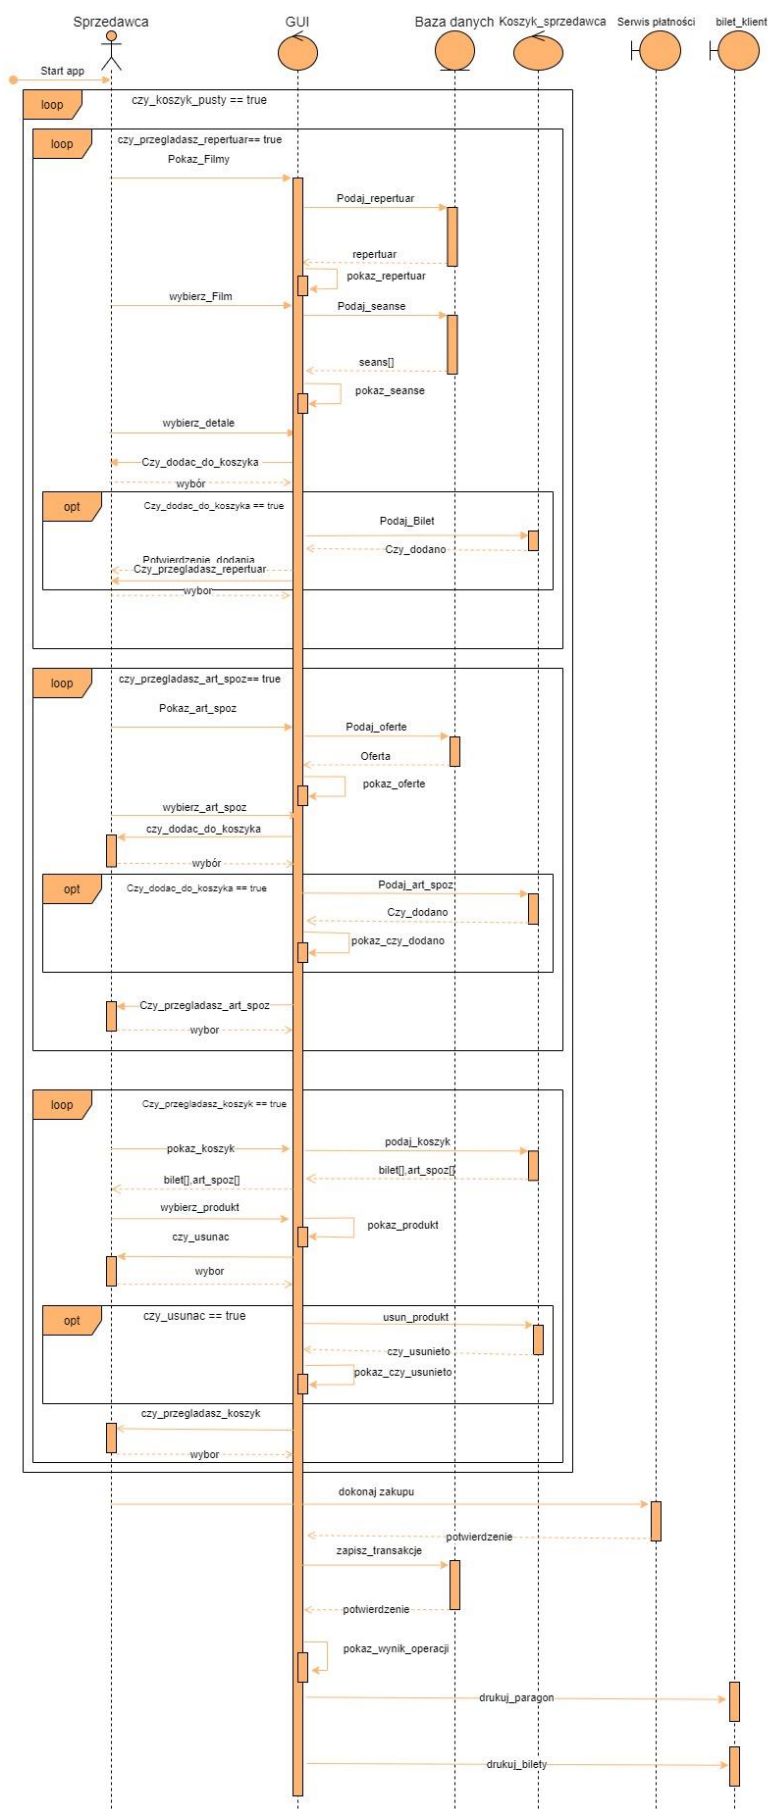 Sprzedawca
GUI
Baza danych
Koszyk_sprzedawca
Serwis płatności
bilet_klient
Start app
loop
czy_koszyk_pusty == true
loop
czy_przegladasz_repertuar== true
Pokaz_Filmy
Podaj_repertuar
repertuar
pokaz_repertuar
wybierz_Film
Podaj_seanse
seans[]
pokaz_seanse
wybierz_detale
Czy_dodac_do_koszyka
wybór
opt
Czy_dodac_do_koszyka == true
Podaj_Bilet
Czy_dodano
Potwierdzenie_dodania
Czy_przegladasz_repertuar
wybor
loop
czy_przegladasz_art_spoz== true
Pokaz_art_spoz
Podaj_oferte
Oferta
pokaz_oferte
wybierz_art_spoz
czy_dodac_do_koszyka
wybór
opt
Czy_dodac_do_koszyka == true
Podaj_art_spoz
Czy_dodano
pokaz_czy_dodano
Czy_przegladasz_art_spoz
wybor
loop
Czy_przegladasz_koszyk == true
pokaz_koszyk
podaj_koszyk
bilet[],art_spoz[]
bilet[],art_spoz[]
wybierz_produkt
pokaz_produkt
czy_usunac
wybor
opt
czy_usunac == true
usun_produkt
czy_usunieto
pokaz_czy_usunieto
czy_przegladasz_koszyk
wybor
dokonaj zakupu
potwierdzenie
zapisz_transakcje
potwierdzenie
pokaz_wynik_operacji
drukuj_paragon
drukuj_bilety